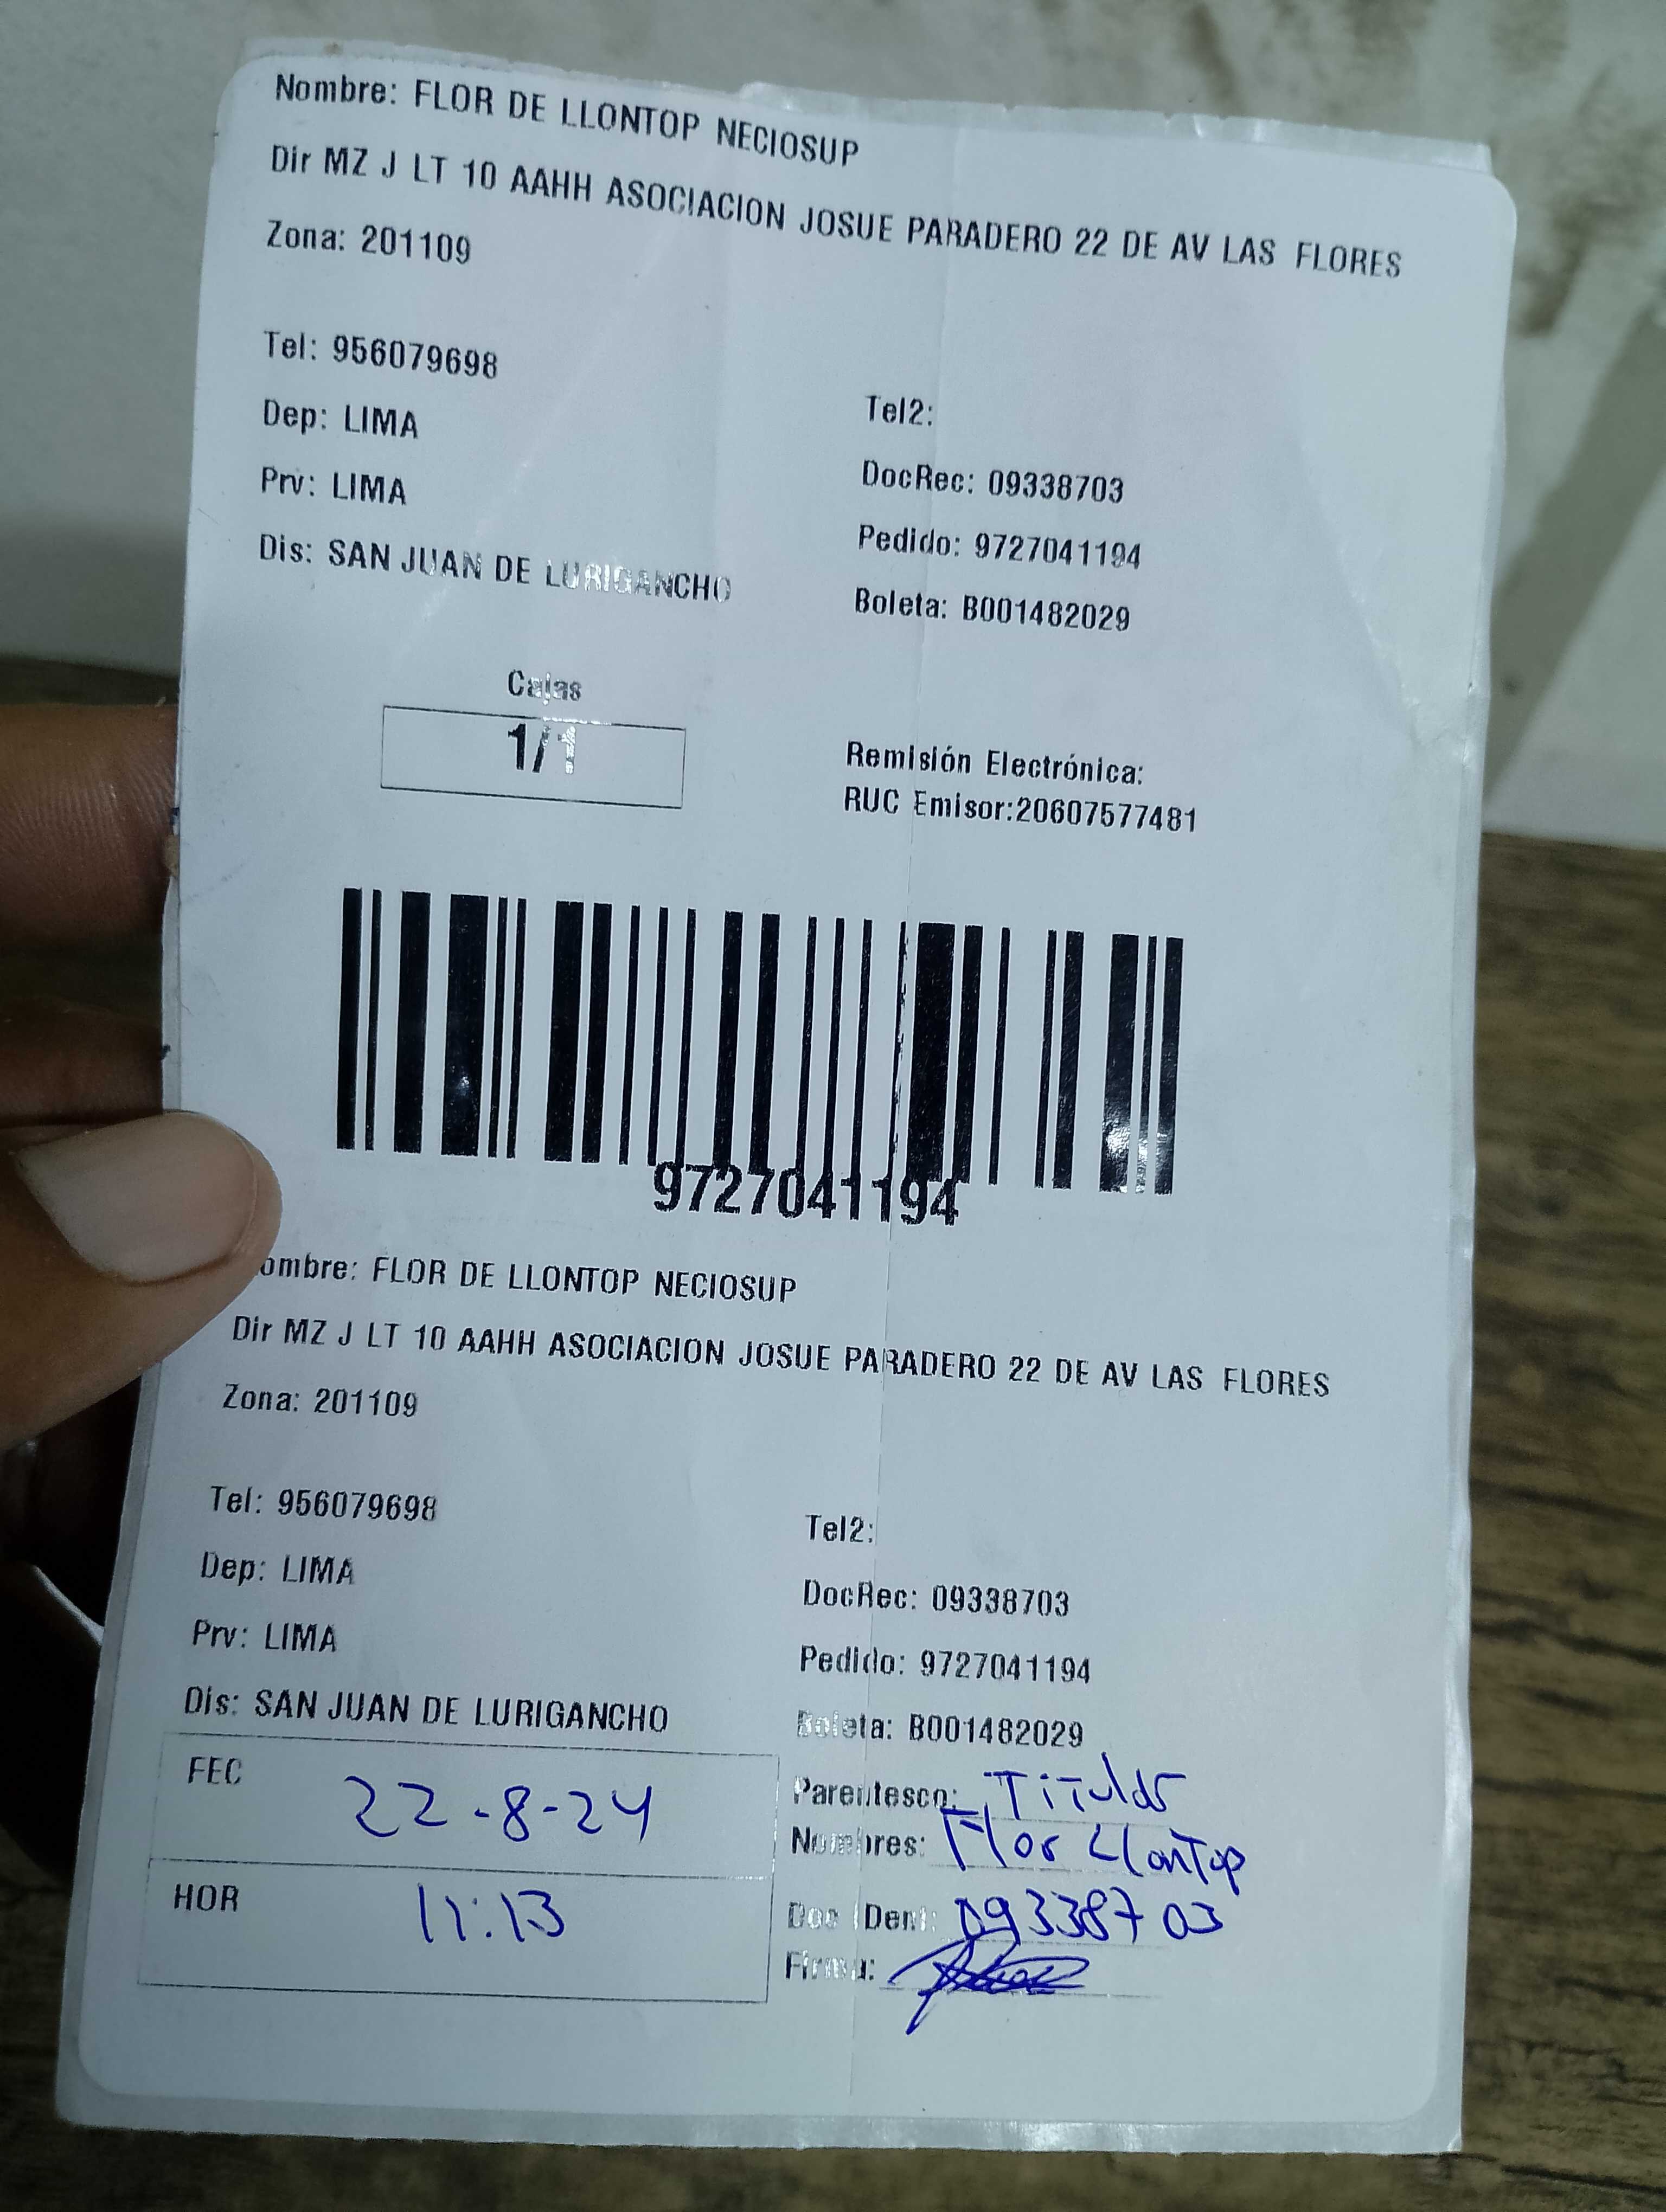 Nombre: FLOR DE LLONTOP NECIOSUP
Dir MZ J LT 10 AAHH ASOCIACION JOSUE PARADERO 22 DE AV LAS FLORES
Zona: 201109
Tel: 956079698
Dep: LIMA
Prv: LIMA
Dis: SAN JUAN DE LURIGANCHO
Tel2:
DocRec: 09338703
Pedido: 9727041194
Boleta: B001482029
Cajas
1/1
Remisión Electrónica:
RUC Emisor:20607577481
9727041194
ombre: FLOR DE LLONTOP NECIOSUP
Dir MZ J LT 10 AAHH ASOCIACION JOSUE PARADERO 22 DE AV LAS FLORES
Zona: 201109
Tel: 956079698
Dep: LIMA
Prv: LIMA
Dis: SAN JUAN DE LURIGANCHO
Tel2:
DocRec: 09338703
Pedido: 9727041194
Boleta: B001482029
FEC 22-8-24
HOR 11:13
Parentesco: Titular
Nombres: Flor Llontop
Doc Dent: 09338703
Firma: